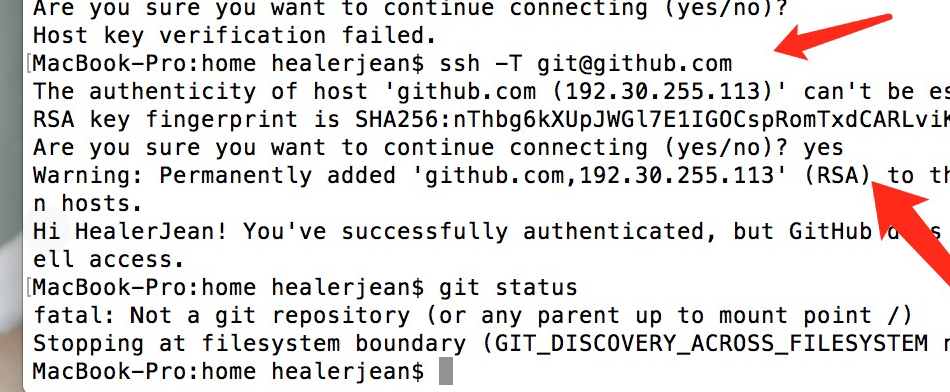 Are you sure you want to continue connecting (yes/no)?
Host key verification failed.
[MacBook-Pro:home healerjean$ ssh -T git@github.com
The authenticity of host 'github.com (192.30.255.113)' can't be es
RSA key fingerprint is SHA256:nThbg6kXUpJWGl7E1IGOCspRomTxdCARLviK
Are you sure you want to continue connecting (yes/no)? yes
Warning: Permanently added 'github.com,192.30.255.113' (RSA) to th
n hosts.
Hi HealerJean! You've successfully authenticated, but GitHub s
ell access.
[MacBook-Pro:home healerjean$ git status
fatal: Not a git repository (or any parent up to mount point /)
Stopping at filesystem boundary (GIT_DISCOVERY_ACROSS_FILESYSTEM n
MacBook-Pro:home healerjean$